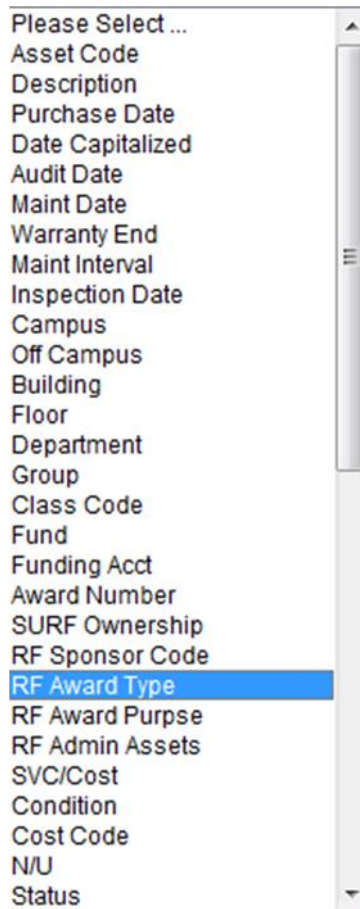 Please Select ...
Asset Code
Description
Purchase Date
Date Capitalized
Audit Date
Maint Date
Warranty End
Maint Interval
Inspection Date
Campus
Off Campus
Building
Floor
Department
Group
Class Code
Fund
Funding Acct
Award Number
SURF Ownership
RF Sponsor Code
RF Award Type
RF Award Purpse
RF Admin Assets
SVC/Cost
Condition
Cost Code
N/U
Status